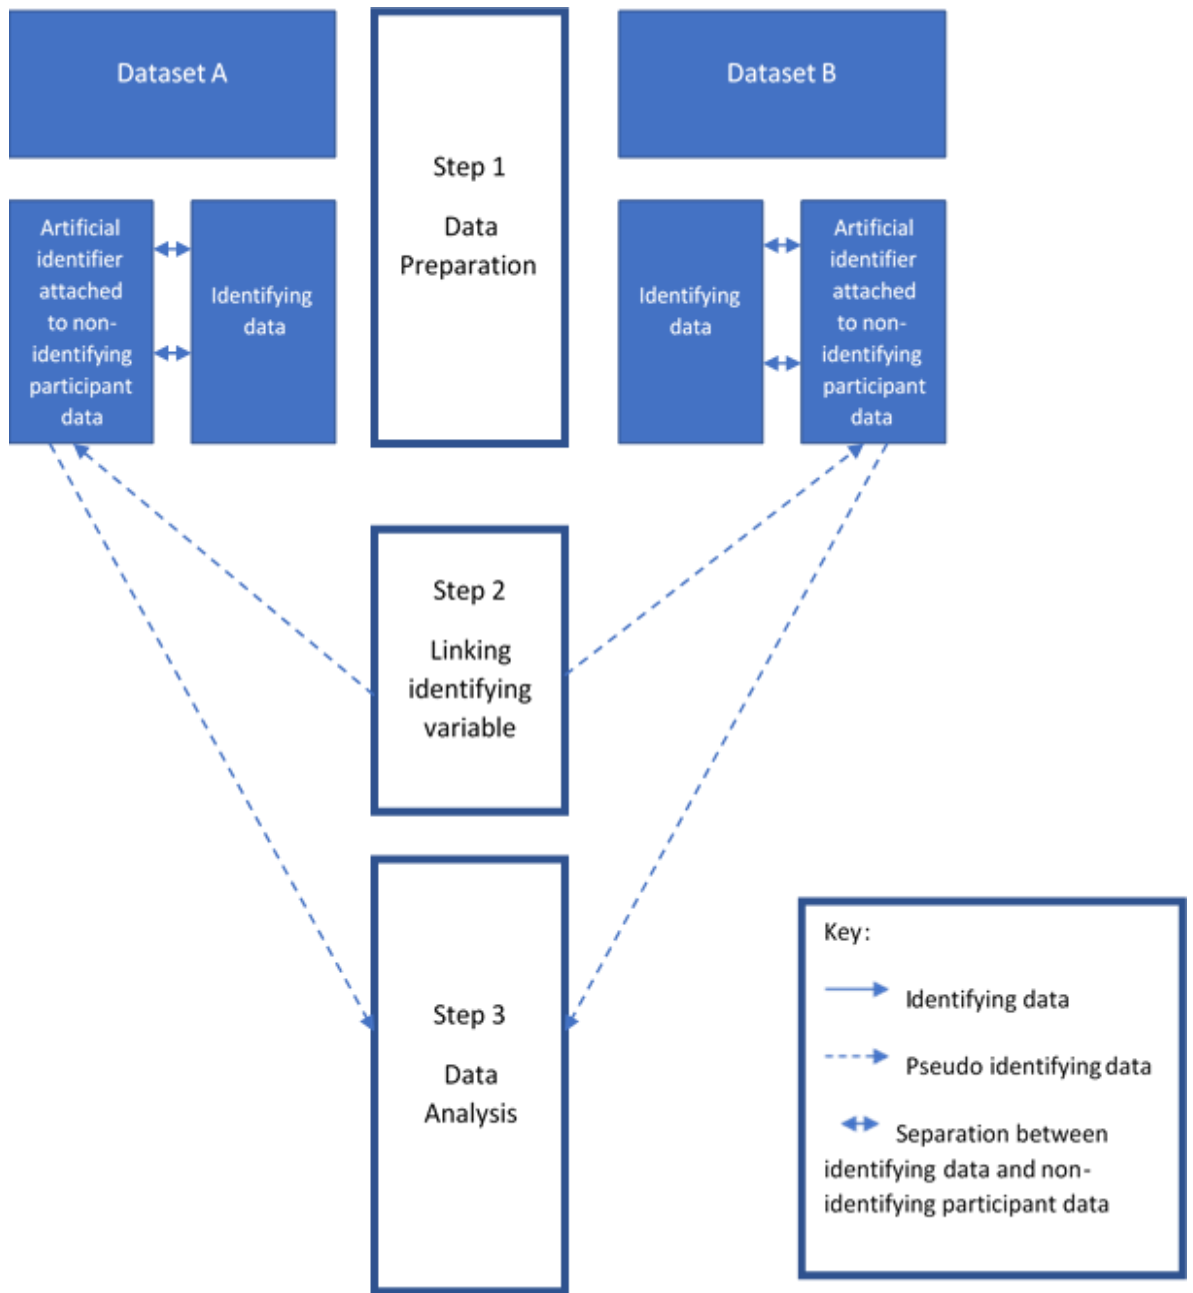 Dataset A
Step 1
Data
Preparation
Dataset B
Artificial
identifier
attached
to non-
identifying
participant
data
Identifying
data
Identifying
data
Artificial
identifier
attached
to non-
identifying
participant
data
Step 2
Linking
identifying
variable
Step 3
Data
Analysis
Key:
Identifying data
Pseudo identifying data
Separation between
identifying data and non-
identifying participant data